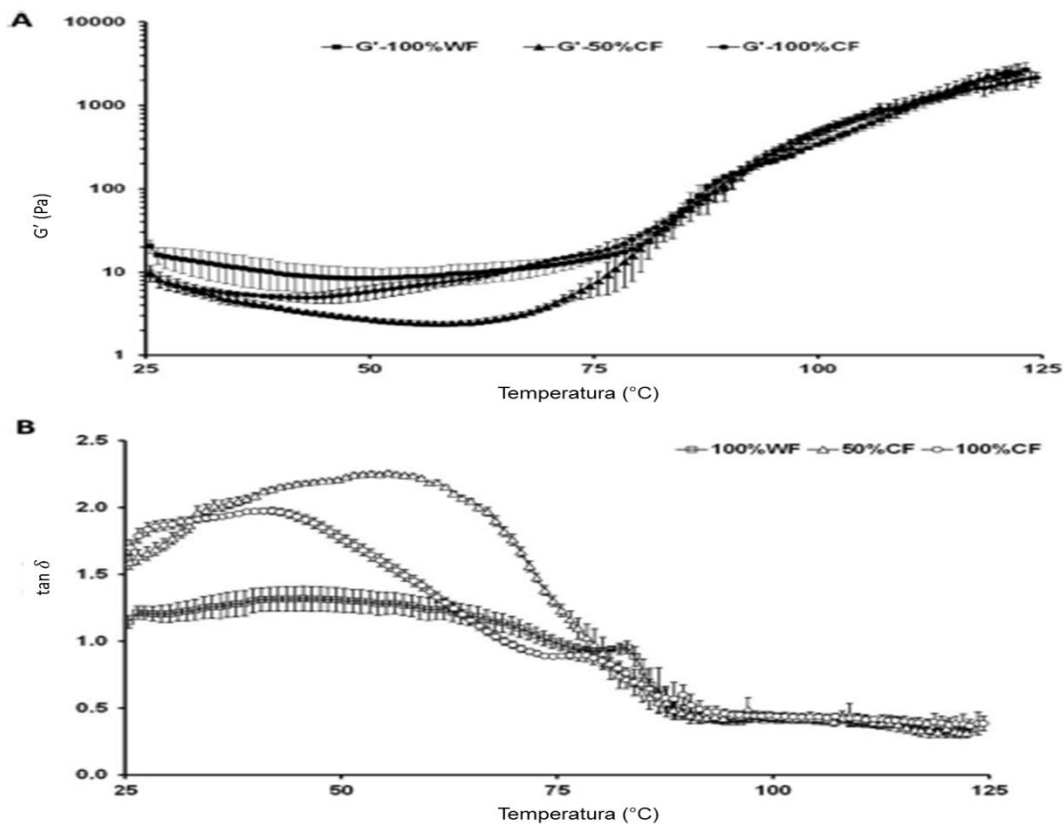 A
G'-100%WF G'-50%CF G'-100%CF
10000
1000
100
10
1
G' (Pa)
25 50 75 100 125
Temperatura (°C)
B
100%WF 50%CF 100%CF
2.5
2.0
1.5
1.0
0.5
0.0
tan δ
25 50 75 100 125
Temperatura (°C)